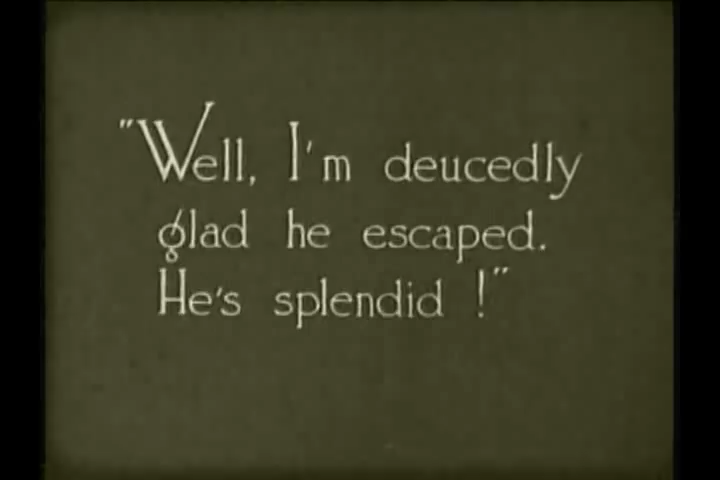 "Well, I'm deucedly
glad he escaped.
He's splendid !"